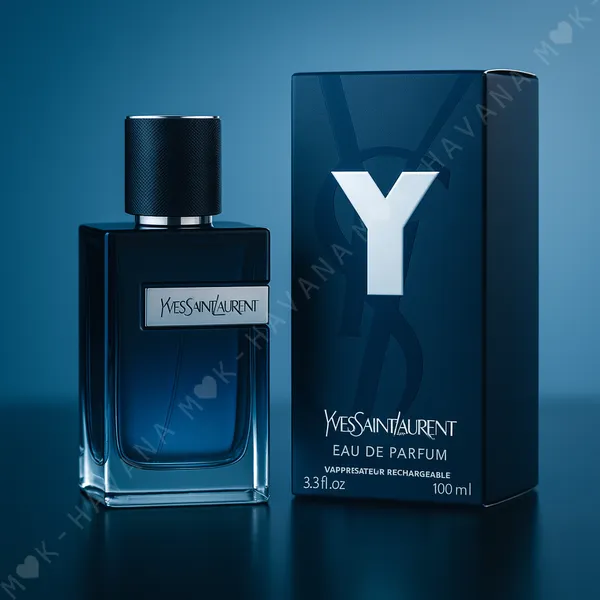 YVESSAINTLAURENT
Y
YVESSAINTLAURENT
EAU DE PARFUM
VAPPRISATEUR RECHARGEABLE
3.3 fl.oz 100 ml
M♥K - HAVANA M♥K - HAVANA M♥K - HAVANA M♥K -